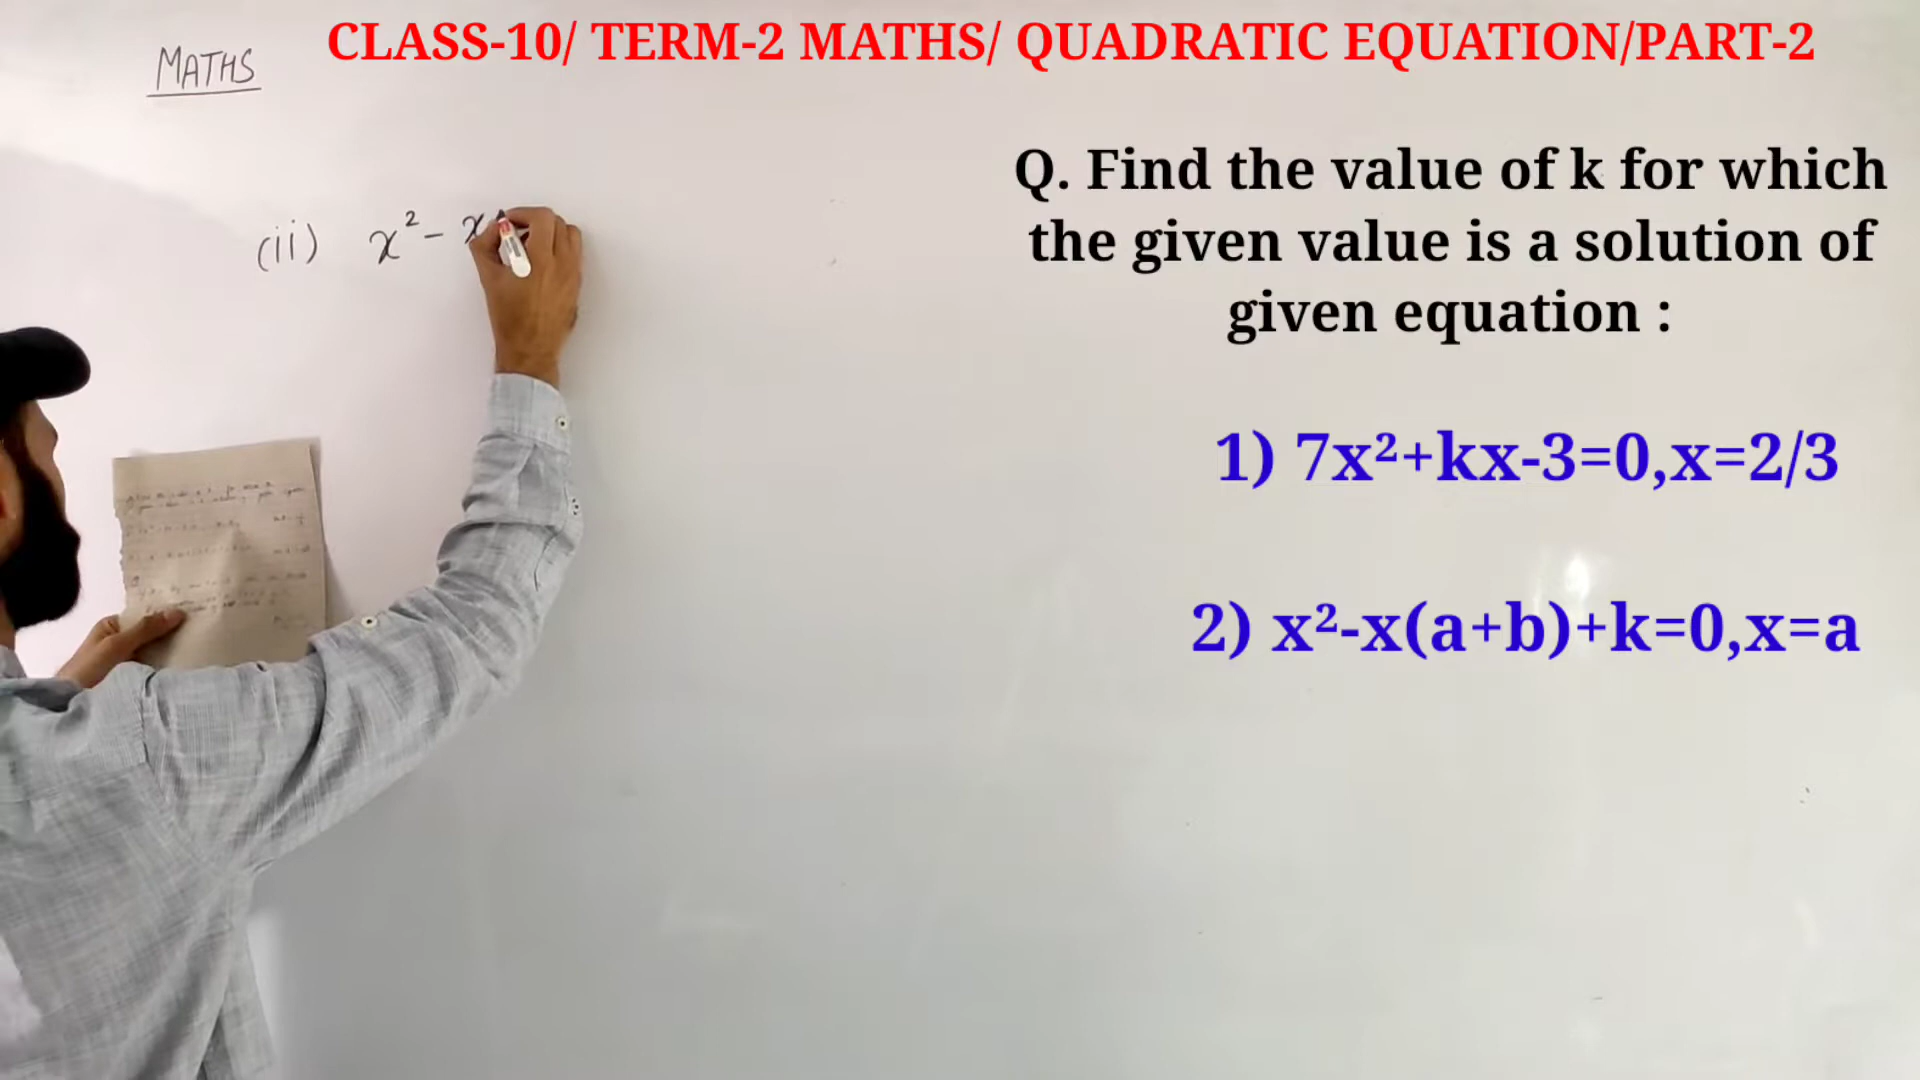 CLASS-10/ TERM-2 MATHS/ QUADRATIC EQUATION/PART-2
MATHS
Q. Find the value of k for which
the given value is a solution of
given equation :
(ii) x² - x
1) 7x²+kx-3=0,x=2/3
2) x²-x(a+b)+k=0,x=a